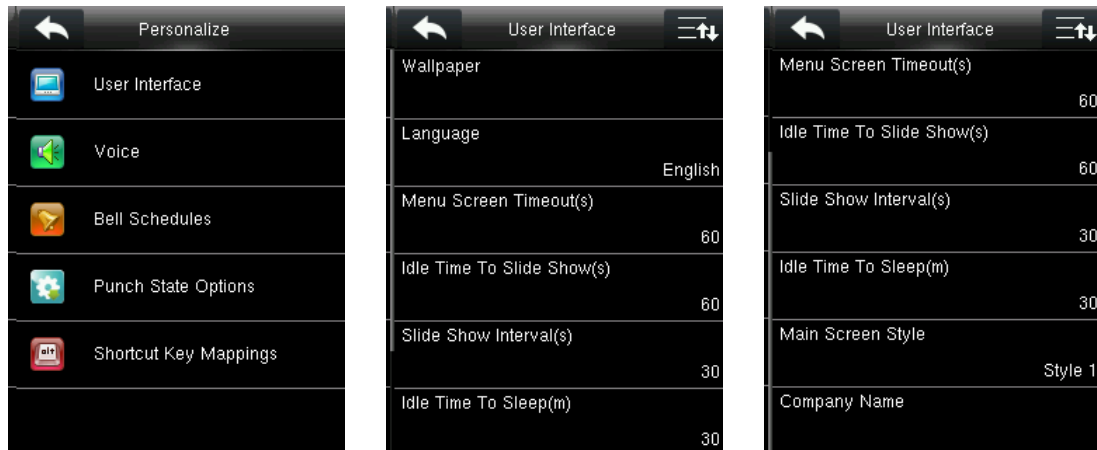 Personalize
User Interface
Voice
Bell Schedules
Punch State Options
alt
Shortcut Key Mappings
User Interface
Wallpaper
Language
English
Menu Screen Timeout(s)
60
Idle Time To Slide Show(s)
60
Slide Show Interval(s)
30
Idle Time To Sleep(m)
30
User Interface
Menu Screen Timeout(s)
60
Idle Time To Slide Show(s)
60
Slide Show Interval(s)
30
Idle Time To Sleep(m)
30
Main Screen Style
Style 1
Company Name